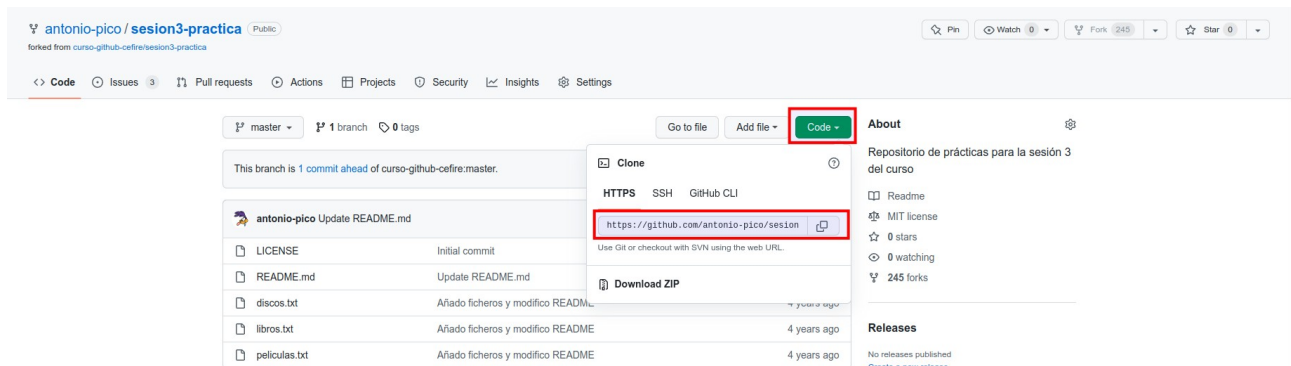 antonio-pico / sesion3-practica Public
Pin Watch 0 Fork 245 Star 0
forked from curso-github-cefire/sesion3-practica
Code Issues 3 Pull requests Actions Projects Security Insights Settings
master 1 branch 0 tags Go to file Add file Code
This branch is 1 commit ahead of curso-github-cefire:master.
antonio-pico Update README.md
LICENSE Initial commit
README.md Update README.md
discos.txt Añado ficheros y modifico README 4 years ago
libros.txt Añado ficheros y modifico README 4 years ago
peliculas.txt Añado ficheros y modifico README 4 years ago
Clone
HTTPS SSH GitHub CLI
https://github.com/antonio-pico/sesion
Use Git or checkout with SVN using the web URL.
Download ZIP
About
Repositorio de prácticas para la sesión 3
del curso
Readme
MIT license
0 stars
0 watching
245 forks
Releases
No releases published
Create a new release